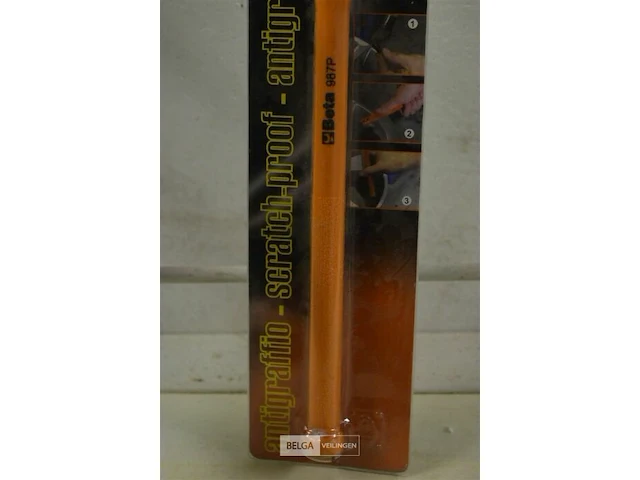 antigraffio - scratch-proof - antigr
Beta 987P
1
2
3
BELGA VEILINGEN